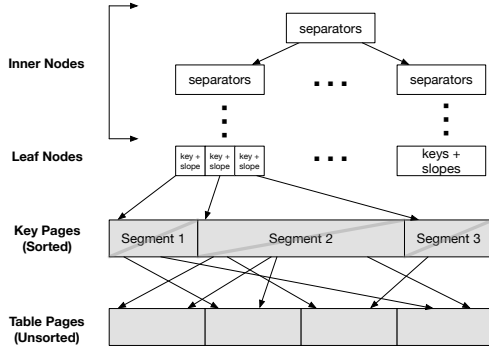 separators
Inner Nodes
separators
separators
Leaf Nodes
key + slope
key + slope
key + slope
keys + slopes
Key Pages
(Sorted)
Segment 1
Segment 2
Segment 3
Table Pages
(Unsorted)